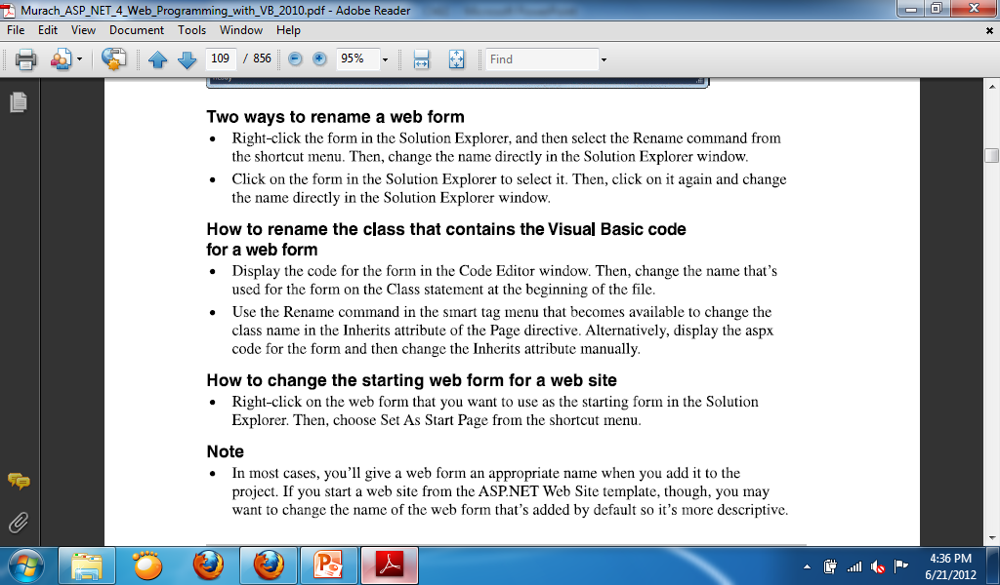 Murach_ASP_NET_4_Web_Programming_with_VB_2010.pdf - Adobe Reader
File Edit View Document Tools Window Help
109 / 856 95% Find
Two ways to rename a web form
• Right-click the form in the Solution Explorer, and then select the Rename command from
the shortcut menu. Then, change the name directly in the Solution Explorer window.
• Click on the form in the Solution Explorer to select it. Then, click on it again and change
the name directly in the Solution Explorer window.
How to rename the class that contains the Visual Basic code
for a web form
• Display the code for the form in the Code Editor window. Then, change the name that's
used for the form on the Class statement at the beginning of the file.
• Use the Rename command in the smart tag menu that becomes available to change the
class name in the Inherits attribute of the Page directive. Alternatively, display the aspx
code for the form and then change the Inherits attribute manually.
How to change the starting web form for a web site
• Right-click on the web form that you want to use as the starting form in the Solution
Explorer. Then, choose Set As Start Page from the shortcut menu.
Note
• In most cases, you'll give a web form an appropriate name when you add it to the
project. If you start a web site from the ASP.NET Web Site template, though, you may
want to change the name of the web form that's added by default so it's more descriptive.
4:36 PM
6/21/2012